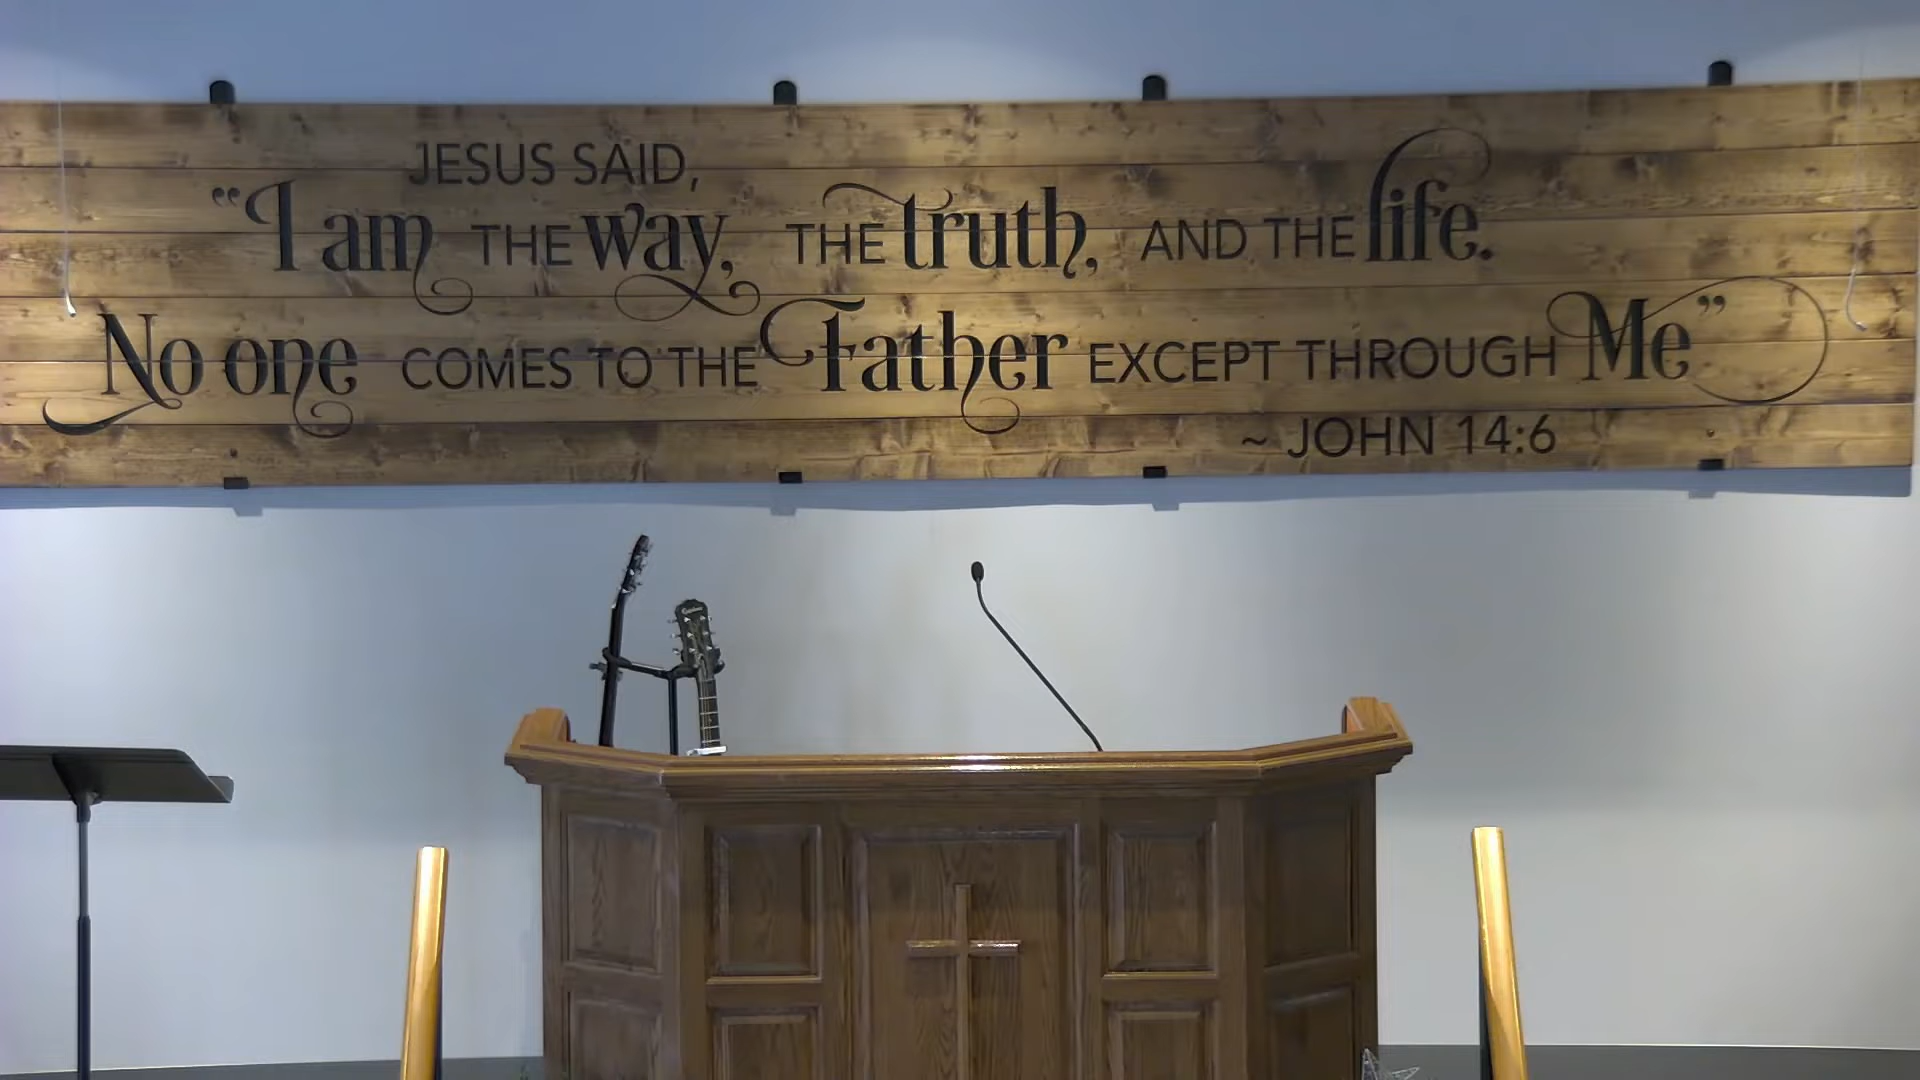 JESUS SAID,
“I am THE way, THE truth, AND THE life.
No one COMES TO THE Father EXCEPT THROUGH Me”
~ JOHN 14:6
Epiphone